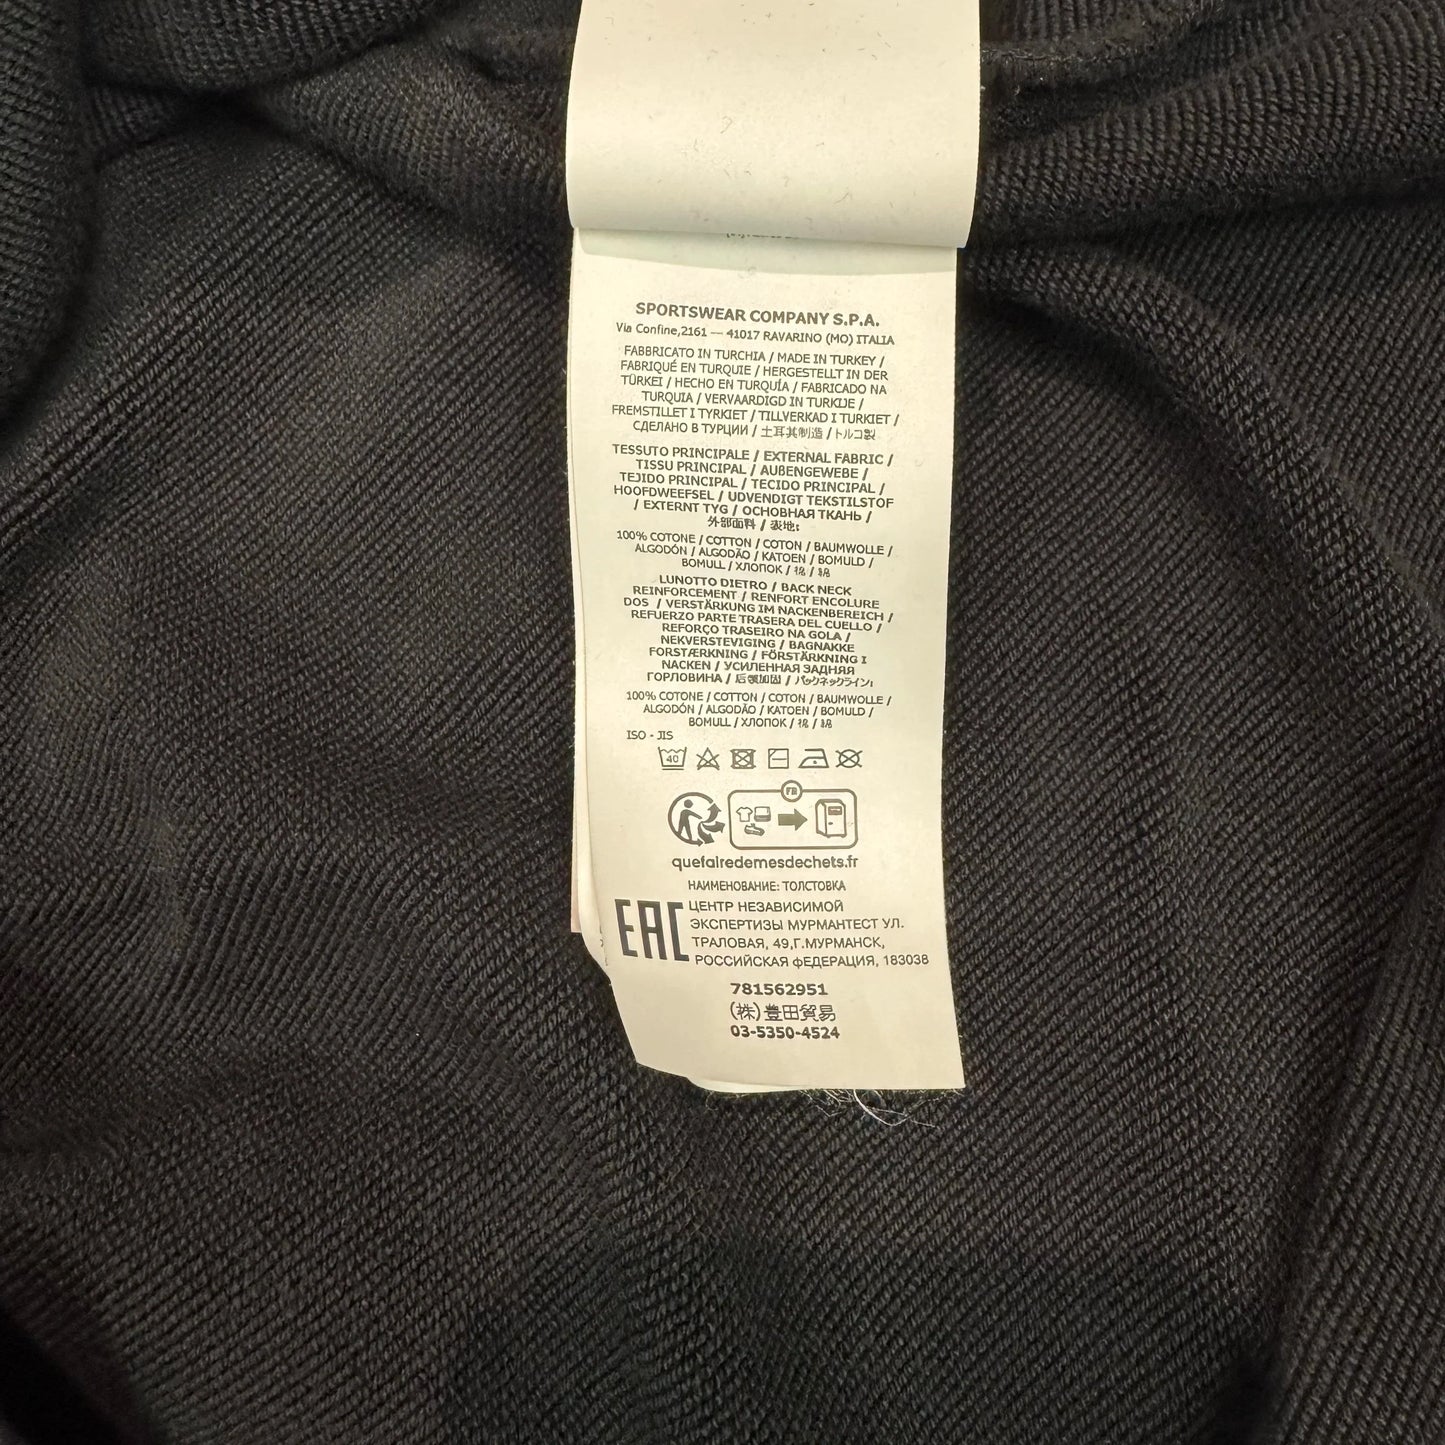 SPORTSWEAR COMPANY S.P.A.
Via Confine,2161 — 41017 RAVARINO (MO) ITALIA
FABBRICATO IN TURCHIA / MADE IN TURKEY /
FABRIQUÉ EN TURQUIE / HERGESTELLT IN DER
TÜRKEI / HECHO EN TURQUÍA / FABRICADO NA
TURQUIA / VERVAARDIGD IN TURKIJE /
FREMSTILLET I TYRKIET / TILLVERKAD I TURKIET /
СДЕЛАНО В ТУРЦИИ / 土耳其制造 / トルコ製
TESSUTO PRINCIPALE / EXTERNAL FABRIC /
TISSU PRINCIPAL / AUßENGEWEBE /
TEJIDO PRINCIPAL / TECIDO PRINCIPAL /
HOOFDWEEFSEL / UDVENDIGT TEKSTILSTOF
/ EXTERNT TYG / ОСНОВНАЯ ТКАНЬ /
外部面料 / 表地:
100% COTONE / COTTON / COTON / BAUMWOLLE /
ALGODÓN / ALGODÃO / KATOEN / BOMULD /
BOMULL / ХЛОПОК / 棉 / 綿
LUNOTTO DIETRO / BACK NECK
REINFORCEMENT / RENFORT ENCOLURE
DOS / VERSTÄRKUNG IM NACKENBEREICH /
REFUERZO PARTE TRASERA DEL CUELLO /
REFORÇO TRASEIRO NA GOLA /
NEKVERSTEVIGING / BAGNAKKE
FORSTÆRKNING / FÖRSTÄRKNING I
NACKEN / УСИЛЕННАЯ ЗАДНЯЯ
ГОРЛОВИНА / 后领加固 / バックネックライン:
100% COTONE / COTTON / COTON / BAUMWOLLE /
ALGODÓN / ALGODÃO / KATOEN / BOMULD /
BOMULL / ХЛОПОК / 棉 / 綿
ISO - JIS
40
FR
quefairedemesdechets.fr
НАИМЕНОВАНИЕ: ТОЛСТОВКА
EAC ЦЕНТР НЕЗАВИСИМОЙ
ЭКСПЕРТИЗЫ МУРМАНТЕСТ УЛ.
ТРАЛОВАЯ, 49,Г.МУРМАНСК,
РОССИЙСКАЯ ФЕДЕРАЦИЯ, 183038
781562951
(株)豊田貿易
03-5350-4524